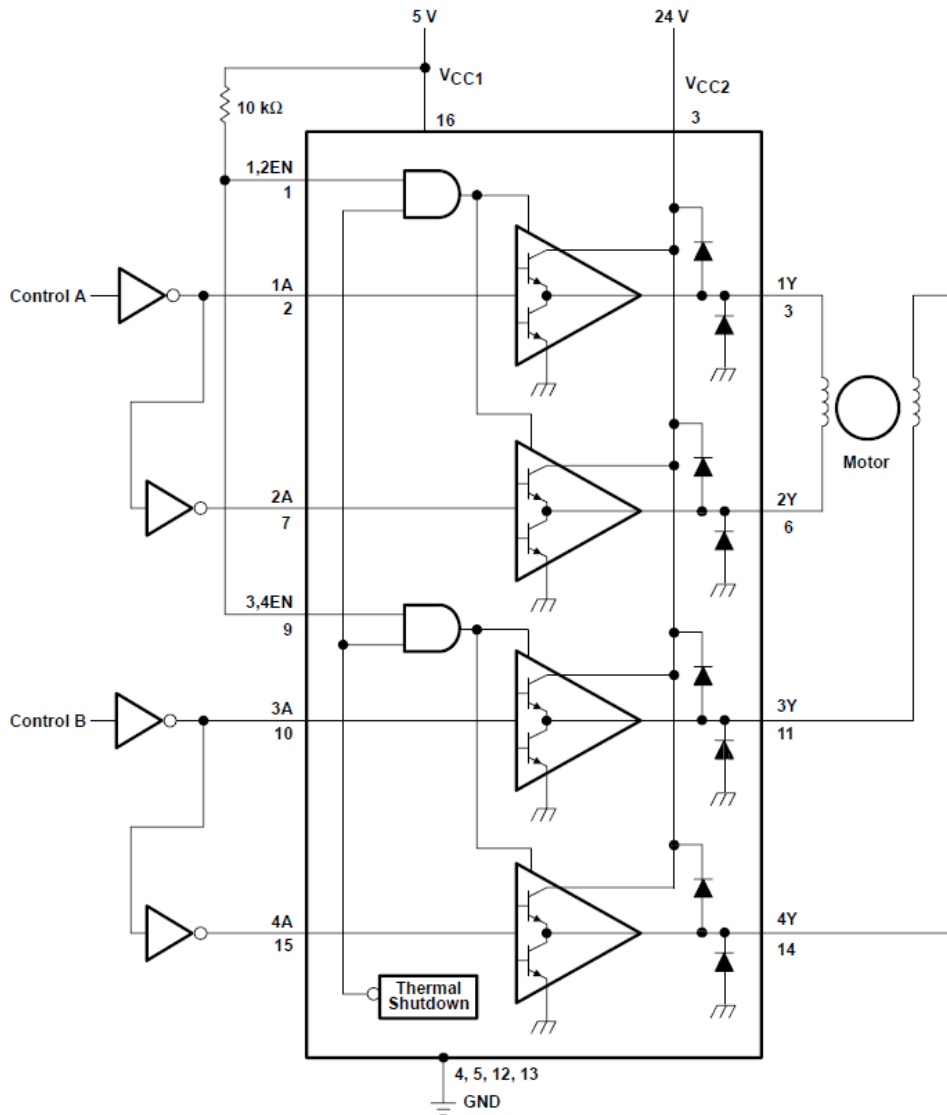 5 V
24 V
VCC1
VCC2
10 kΩ
16
3
1,2EN
1
Control A
1A
2
1Y
3
Motor
2A
7
2Y
6
3,4EN
9
Control B
3A
10
3Y
11
4A
15
4Y
14
Thermal
Shutdown
4, 5, 12, 13
GND